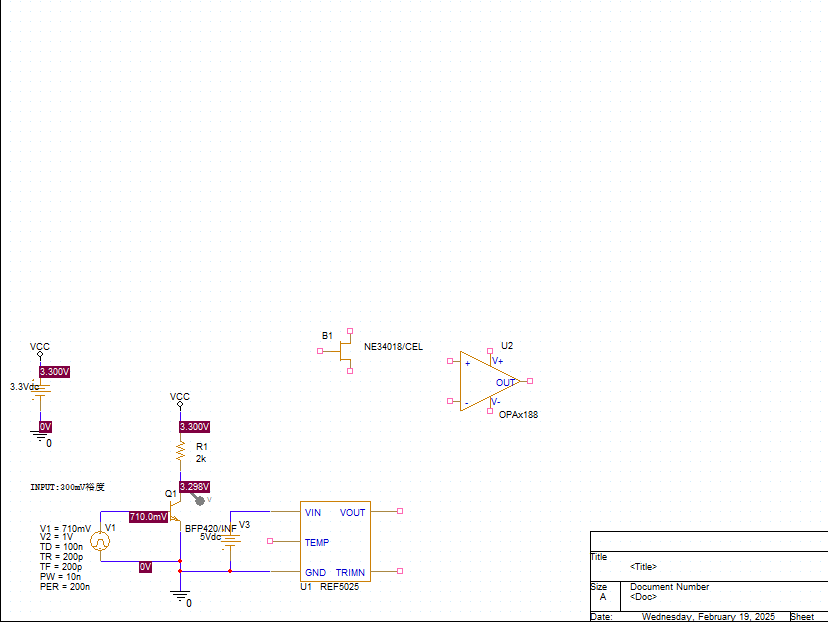 B1
NE34018/CEL
U2
+
V+
OUT
-
V-
OPAx188
VCC
3.300V
3.3Vdc
0V
0
VCC
3.300V
R1
2k
INPUT:300mV裕度
3.298V
V
Q1
710.0mV
BFP420/INF
V1
V1 = 710mV
V2 = 1V
TD = 100n
TR = 200p
TF = 200p
PW = 10n
PER = 200n
0V
0
V3
5Vdc
VIN
VOUT
TEMP
GND
TRIMN
U1
REF5025
Title
<Title>
Size
A
Document Number
<Doc>
Date:
Wednesday, February 19, 2025
Sheet